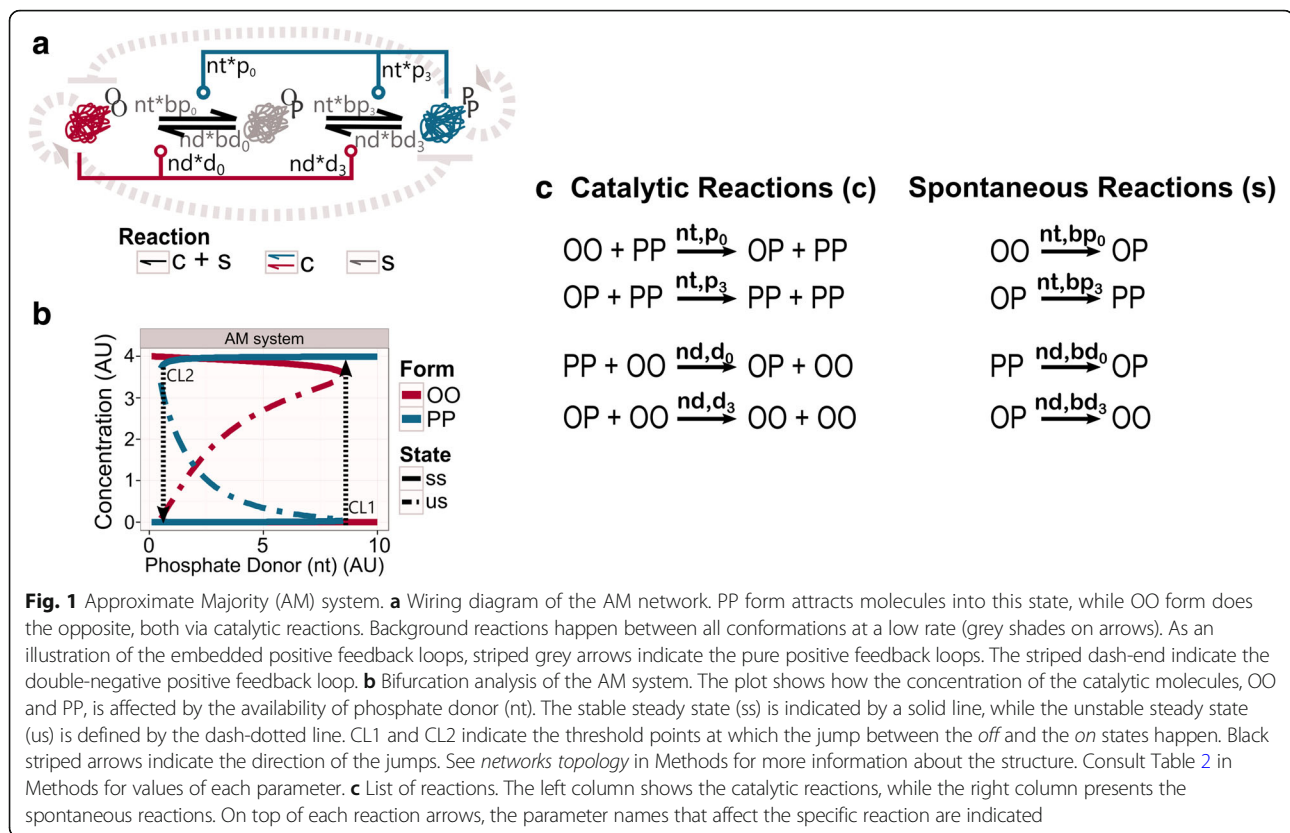 a
nt*p₀
nt*p₃
O
O
nt*bp₀
O
P
nt*bp₃
P
P
nd*bd₀
nd*bd₃
nd*d₀
nd*d₃
Reaction
c + s
c
s
b
AM system
Concentration (AU)
4
3
2
1
0
CL2
CL1
0
5
10
Phosphate Donor (nt) (AU)
Form
OO
PP
State
ss
us
c Catalytic Reactions (c)
OO + PP nt,p₀ OP + PP
OP + PP nt,p₃ PP + PP
PP + OO nd,d₀ OP + OO
OP + OO nd,d₃ OO + OO
Spontaneous Reactions (s)
OO nt,bp₀ OP
OP nt,bp₃ PP
PP nd,bd₀ OP
OP nd,bd₃ OO
Fig. 1 Approximate Majority (AM) system. a Wiring diagram of the AM network. PP form attracts molecules into this state, while OO form does
the opposite, both via catalytic reactions. Background reactions happen between all conformations at a low rate (grey shades on arrows). As an
illustration of the embedded positive feedback loops, striped grey arrows indicate the pure positive feedback loops. The striped dash-end indicate the
double-negative positive feedback loop. b Bifurcation analysis of the AM system. The plot shows how the concentration of the catalytic molecules, OO
and PP, is affected by the availability of phosphate donor (nt). The stable steady state (ss) is indicated by a solid line, while the unstable steady state
(us) is defined by the dash-dotted line. CL1 and CL2 indicate the threshold points at which the jump between the off and the on states happen. Black
striped arrows indicate the direction of the jumps. See networks topology in Methods for more information about the structure. Consult Table 2 in
Methods for values of each parameter. c List of reactions. The left column shows the catalytic reactions, while the right column presents the
spontaneous reactions. On top of each reaction arrows, the parameter names that affect the specific reaction are indicated